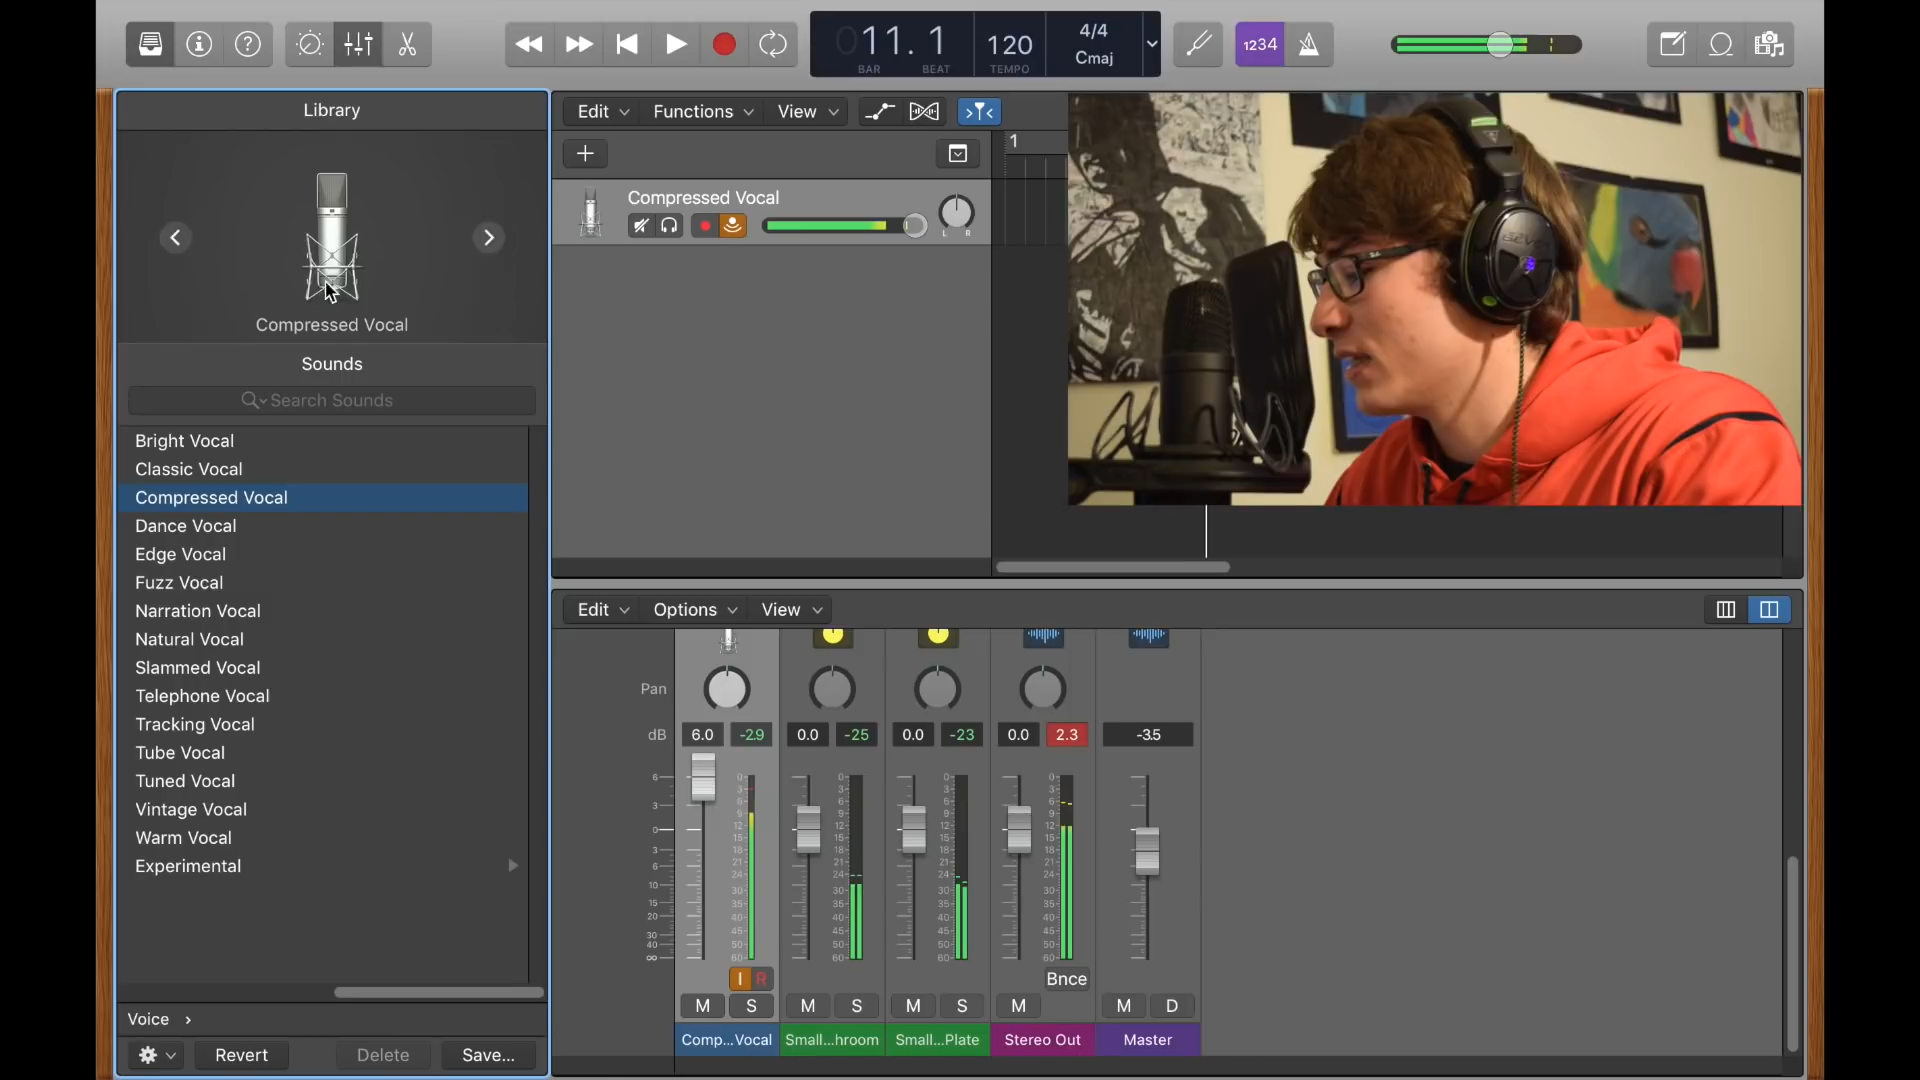 11. 1
BAR
BEAT
120
TEMPO
4/4
Cmaj
1234
Library
Compressed Vocal
Sounds
Search Sounds
Bright Vocal
Classic Vocal
Compressed Vocal
Dance Vocal
Edge Vocal
Fuzz Vocal
Narration Vocal
Natural Vocal
Slammed Vocal
Telephone Vocal
Tracking Vocal
Tube Vocal
Tuned Vocal
Vintage Vocal
Warm Vocal
Experimental
Voice
Revert
Delete
Save...
Edit
Functions
View
1
Compressed Vocal
L R
Edit
Options
View
Pan
dB
6.0 -2.9 0.0 -25 0.0 -23 0.0 2.3 -3.5
I R
Bnce
M S M S M S M M D
Comp...Vocal
Small...hroom
Small...Plate
Stereo Out
Master